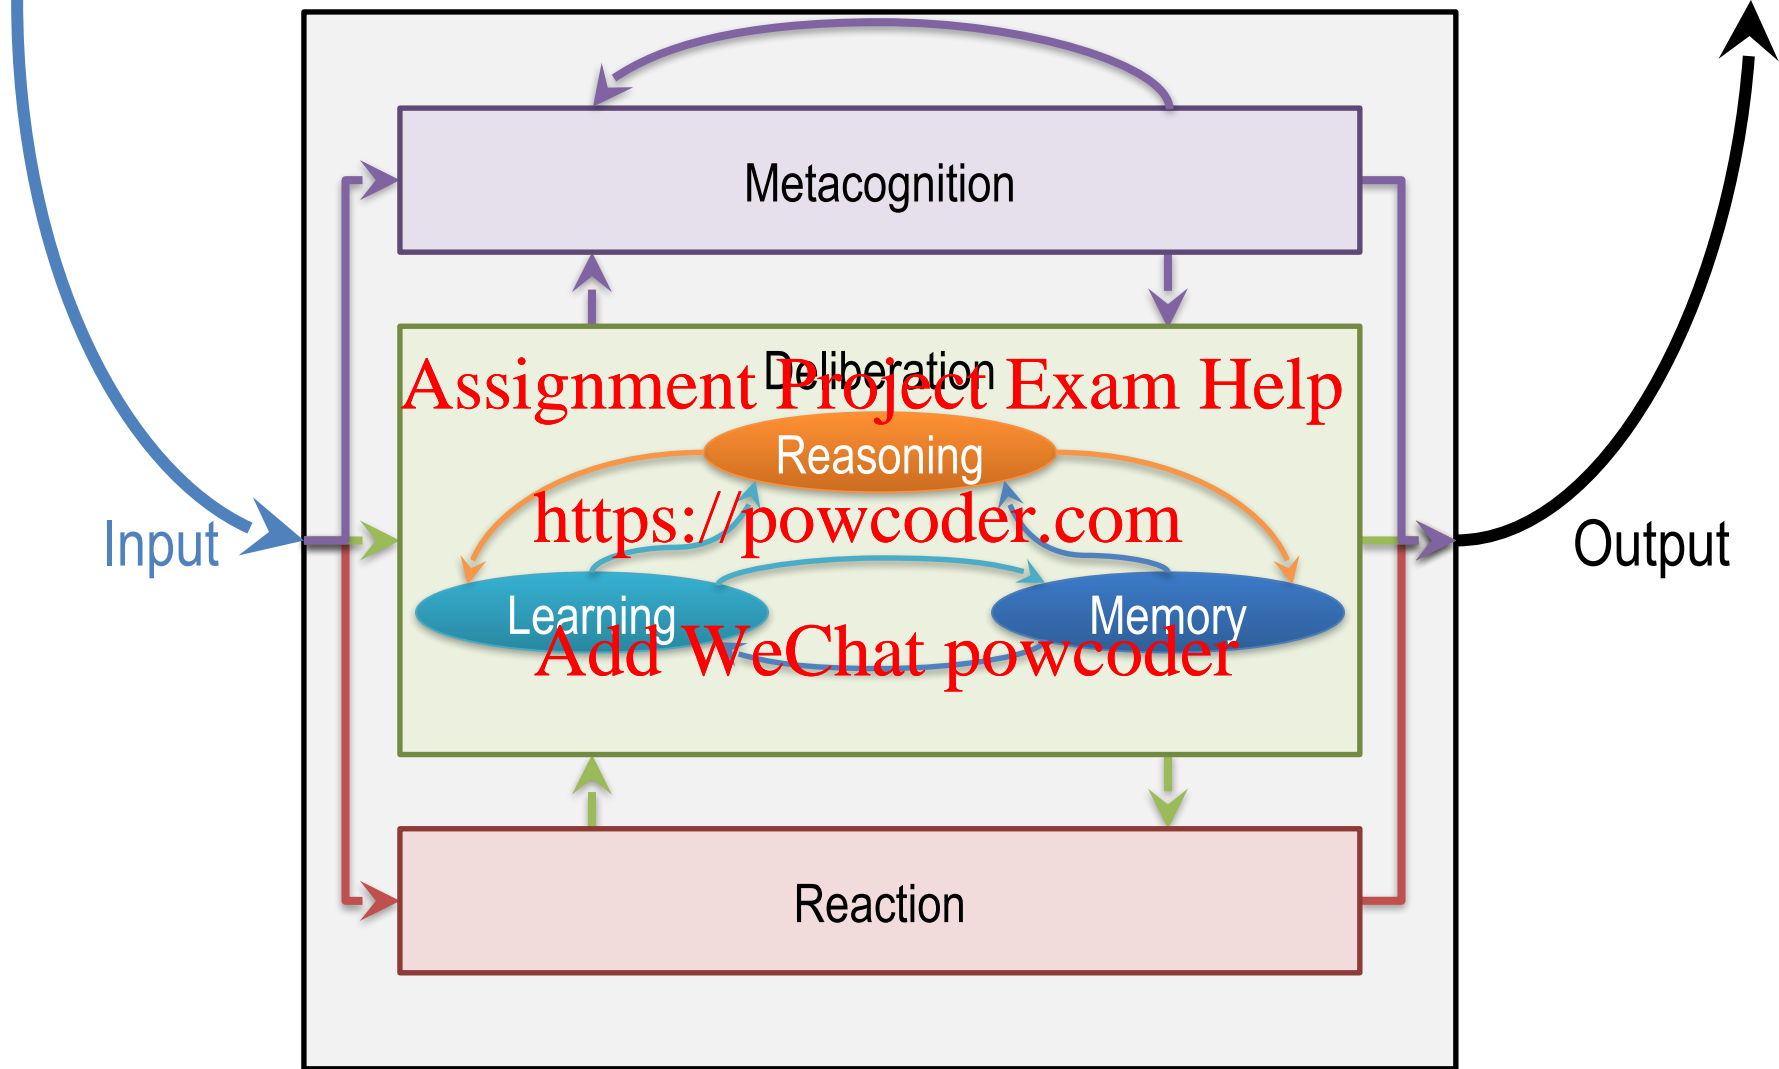 Metacognition
Deliberation
Assignment Project Exam Help
Reasoning
https://powcoder.com
Input
Output
Learning
Memory
Add WeChat powcoder
Reaction